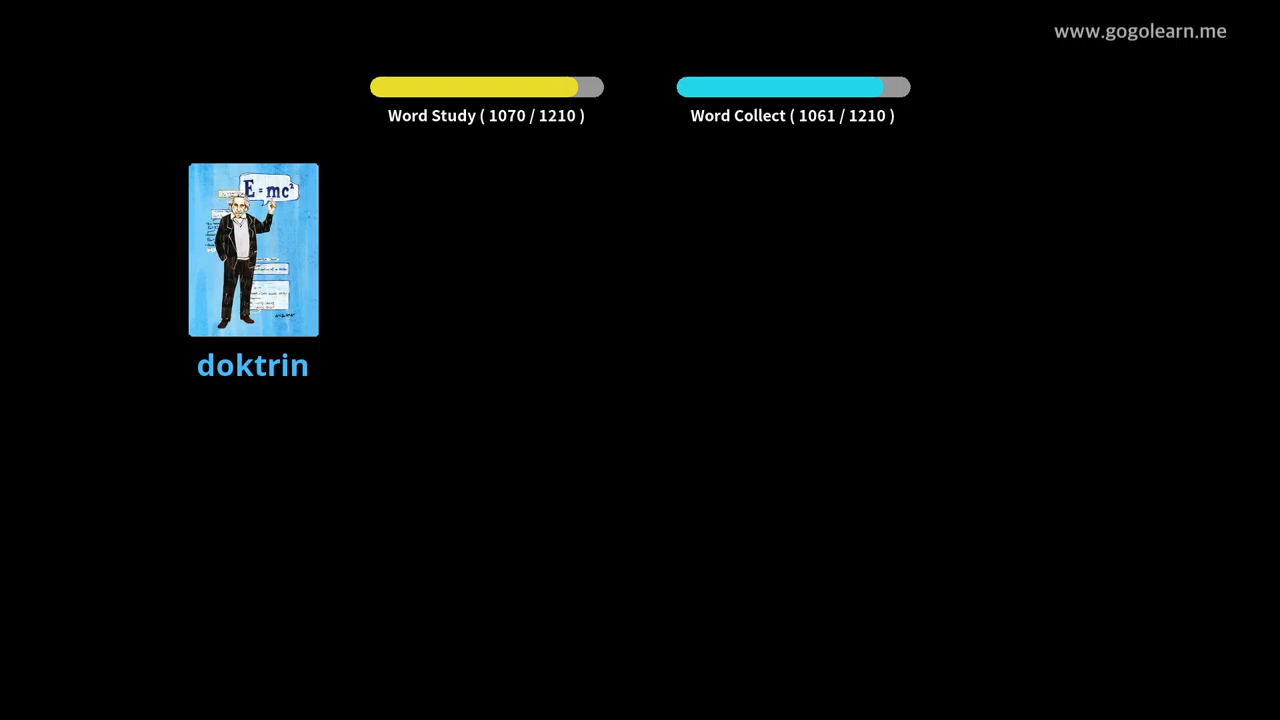 www.gogolearn.me
Word Study ( 1070 / 1210 )
Word Collect ( 1061 / 1210 )
E = mc²
doktrin